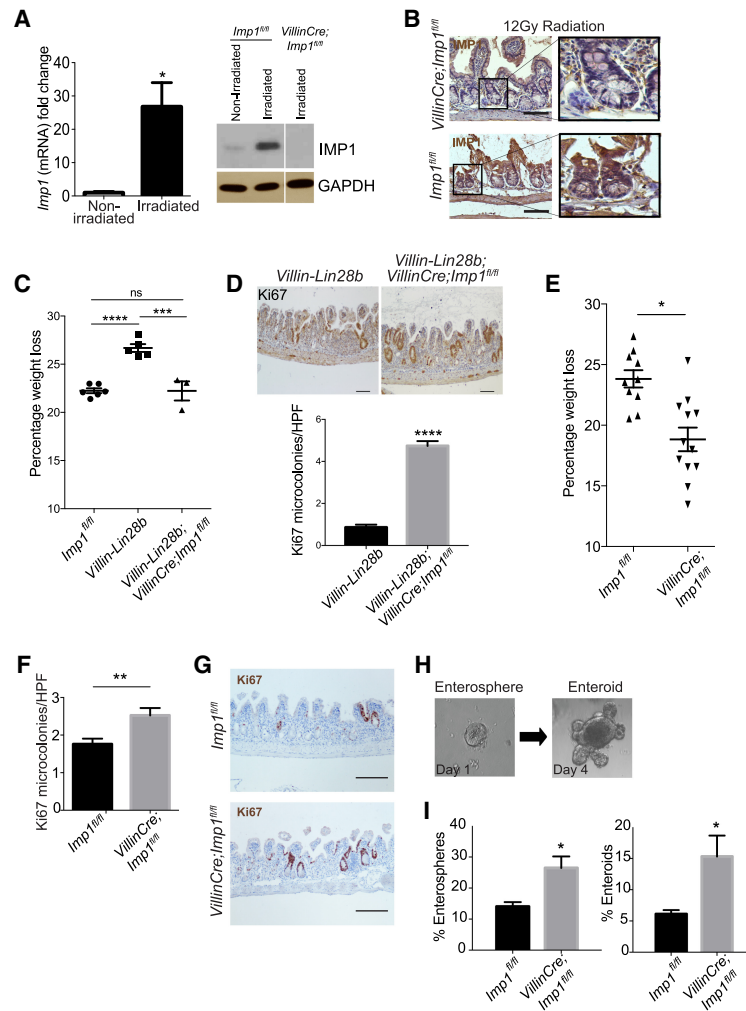 A
Imp1 (mRNA) fold change
40
30
20
10
0
*
Non-
irradiated
Irradiated
Imp1fl/fl
VillinCre;
Imp1fl/fl
Non-Irradiated
Irradiated
Irradiated
IMP1
GAPDH
B
12Gy Radiation
VillinCre;Imp1fl/fl
IMP1
Imp1fl/fl
IMP1
C
Percentage weight loss
30
25
20
15
10
ns
****
***
Imp1fl/fl
Villin-Lin28b
Villin-Lin28b;
VillinCre;Imp1fl/fl
D
Villin-Lin28b
Villin-Lin28b;
VillinCre;Imp1fl/fl
Ki67
Ki67 microcolonies/HPF
6
4
2
0
****
Villin-Lin28b
Villin-Lin28b;
VillinCre;Imp1fl/fl
E
Percentage weight loss
30
25
20
15
10
*
Imp1fl/fl
VillinCre;
Imp1fl/fl
F
Ki67 microcolonies/HPF
3
2
1
0
**
Imp1fl/fl
VillinCre;
Imp1fl/fl
G
Imp1fl/fl
Ki67
VillinCre;Imp1fl/fl
Ki67
H
Enterosphere
Enteroid
Day 1
Day 4
I
% Enterospheres
40
30
20
10
0
*
Imp1fl/fl
VillinCre;
Imp1fl/fl
% Enteroids
20
15
10
5
0
*
Imp1fl/fl
VillinCre;
Imp1fl/fl